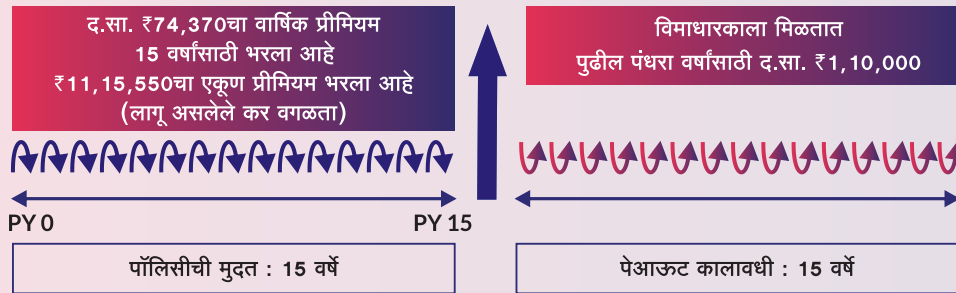 द.सा. ₹74,370चा वार्षिक प्रीमियम
15 वर्षांसाठी भरला आहे
₹11,15,550चा एकूण प्रीमियम भरला आहे
(लागू असलेले कर वगळता)
विमाधारकाला मिळतात
पुढील पंधरा वर्षांसाठी द.सा. ₹1,10,000
PY 0
PY 15
पॉलिसीची मुदत : 15 वर्षे
पेआऊट कालावधी : 15 वर्षे